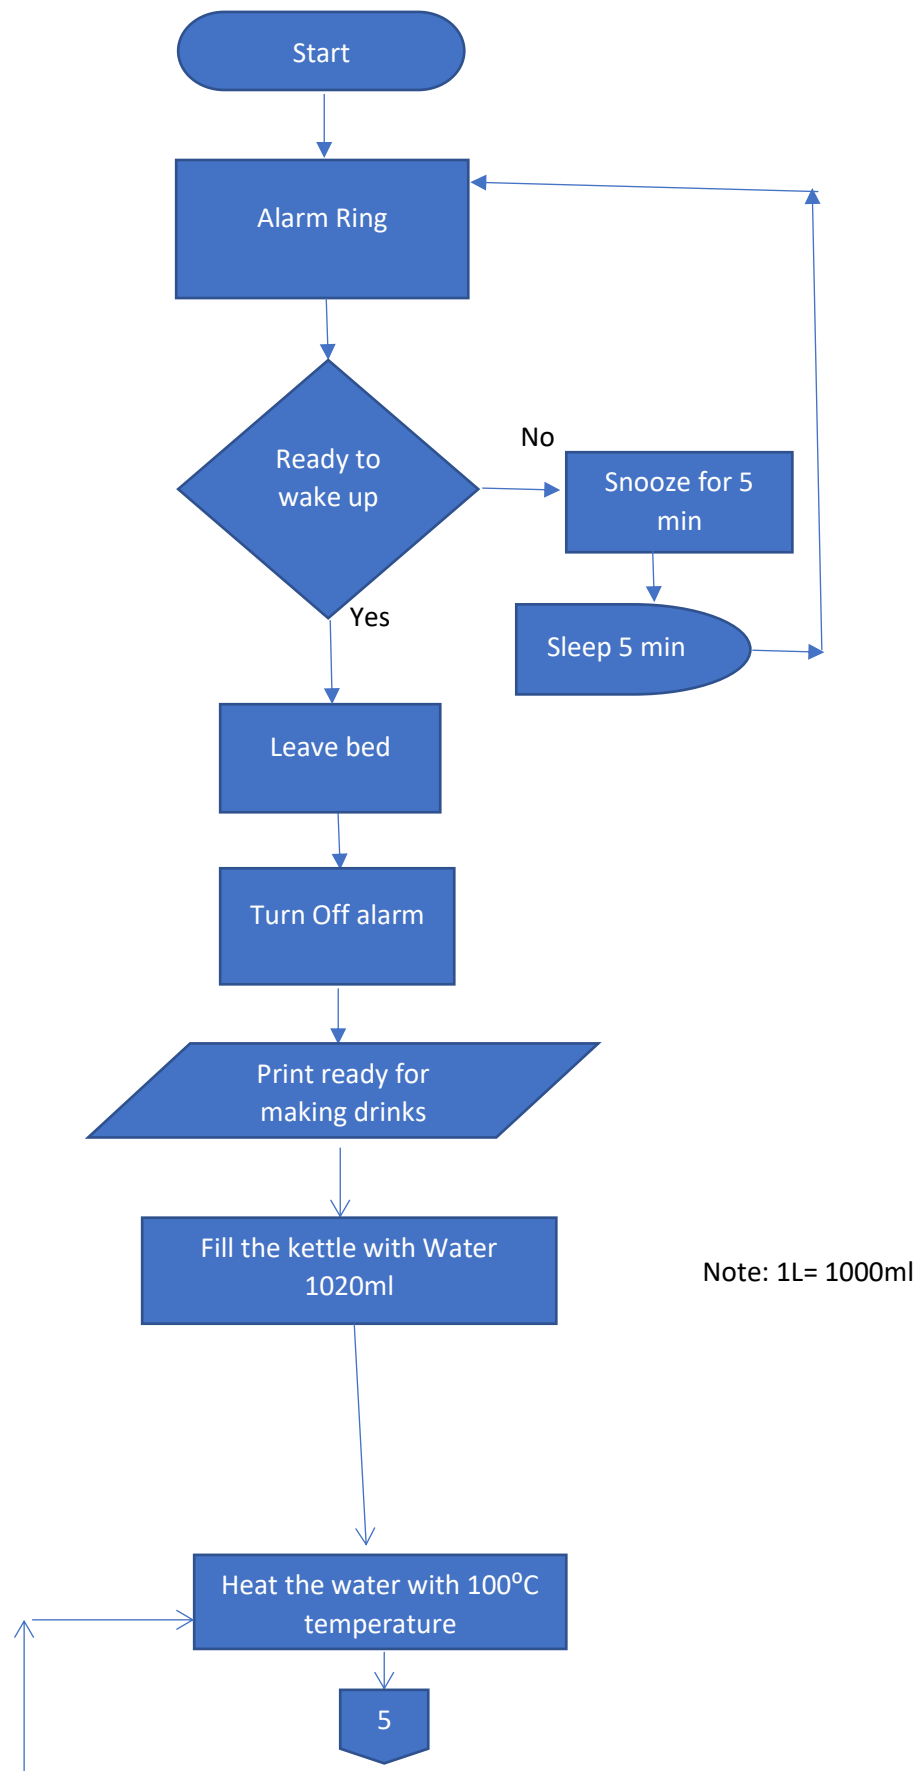 Start
Alarm Ring
Ready to
wake up
No
Snooze for 5
min
Yes
Sleep 5 min
Leave bed
Turn Off alarm
Print ready for
making drinks
Fill the kettle with Water
1020ml
Note: 1L= 1000ml
Heat the water with 100⁰C
temperature
5